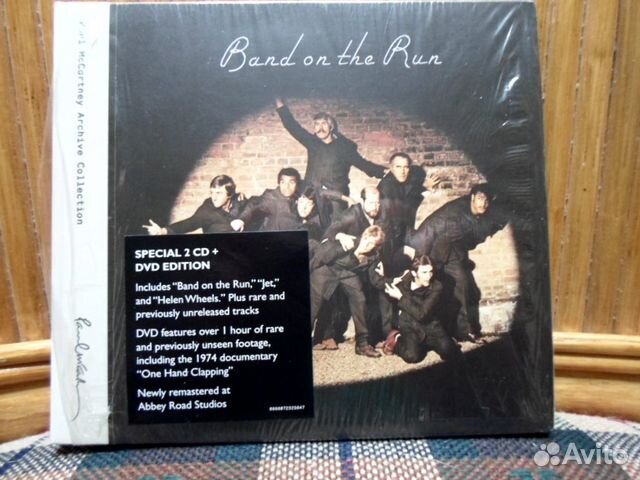 Band on the Run
Paul McCartney Archive Collection
SPECIAL 2 CD +
DVD EDITION
Includes “Band on the Run,” “Jet,”
and “Helen Wheels.” Plus rare and
previously unreleased tracks
DVD features over 1 hour of rare
and previously unseen footage,
including the 1974 documentary
“One Hand Clapping”
Newly remastered at
Abbey Road Studios
Avito